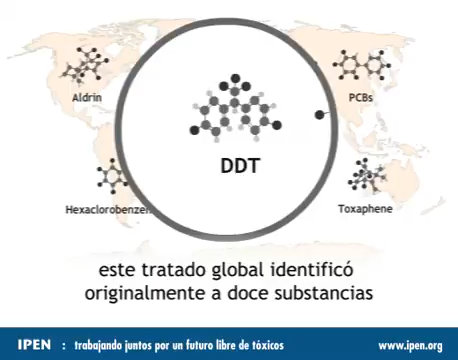 Aldrin
PCBs
DDT
Hexaclorobenzen
Toxaphene
este tratado global identificó
originalmente a doce substancias
IPEN : trabajando juntos por un futuro libre de tóxicos www.ipen.org